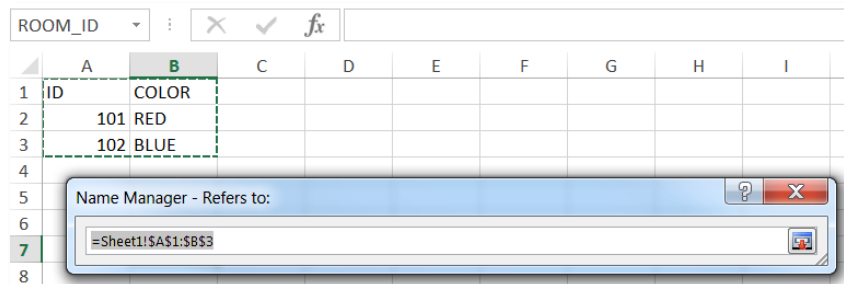 ROOM_ID fx
A B C D E F G H I
1 ID COLOR
2 101 RED
3 102 BLUE
4
5
6
7
8
Name Manager - Refers to:
=Sheet1!$A$1:$B$3